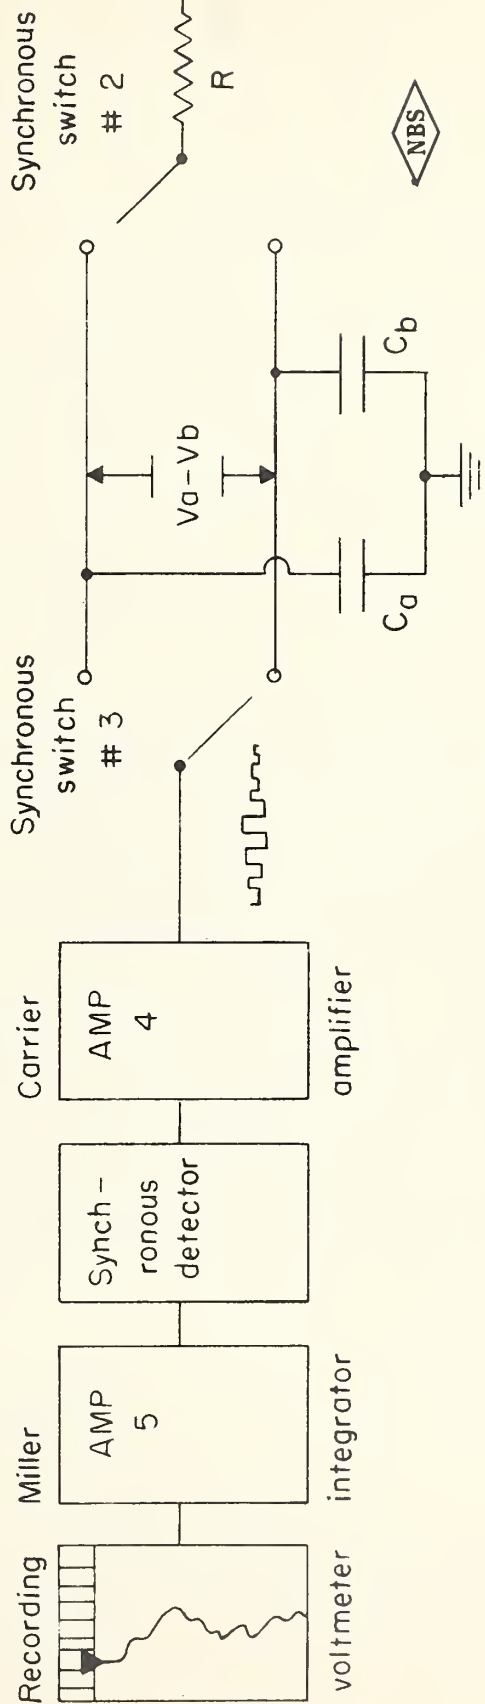 Recording
voltmeter
Miller
AMP
5
integrator
Synch-
ronous
detector
Carrier
AMP
4
amplifier
Synchronous
switch
# 3
Va-Vb
Ca
Cb
Synchronous
switch
# 2
R
NBS